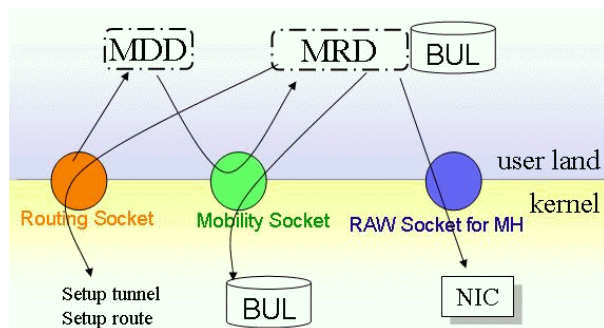 MDD
MRD
BUL
user land
kernel
Routing Socket
Mobility Socket
RAW Socket for MH
Setup tunnel
Setup route
BUL
NIC